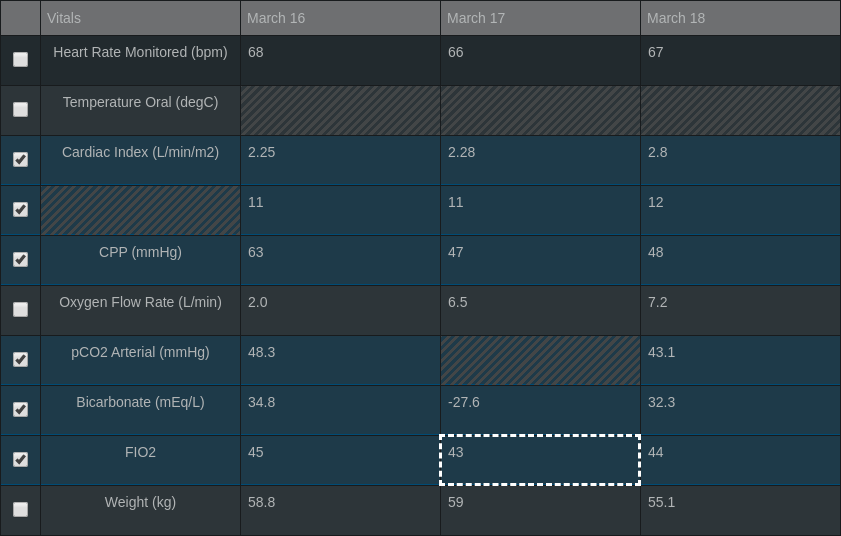 Vitals March 16 March 17 March 18
Heart Rate Monitored (bpm) 68 66 67
Temperature Oral (degC)
Cardiac Index (L/min/m2) 2.25 2.28 2.8
11 11 12
CPP (mmHg) 63 47 48
Oxygen Flow Rate (L/min) 2.0 6.5 7.2
pCO2 Arterial (mmHg) 48.3 43.1
Bicarbonate (mEq/L) 34.8 -27.6 32.3
FIO2 45 43 44
Weight (kg) 58.8 59 55.1